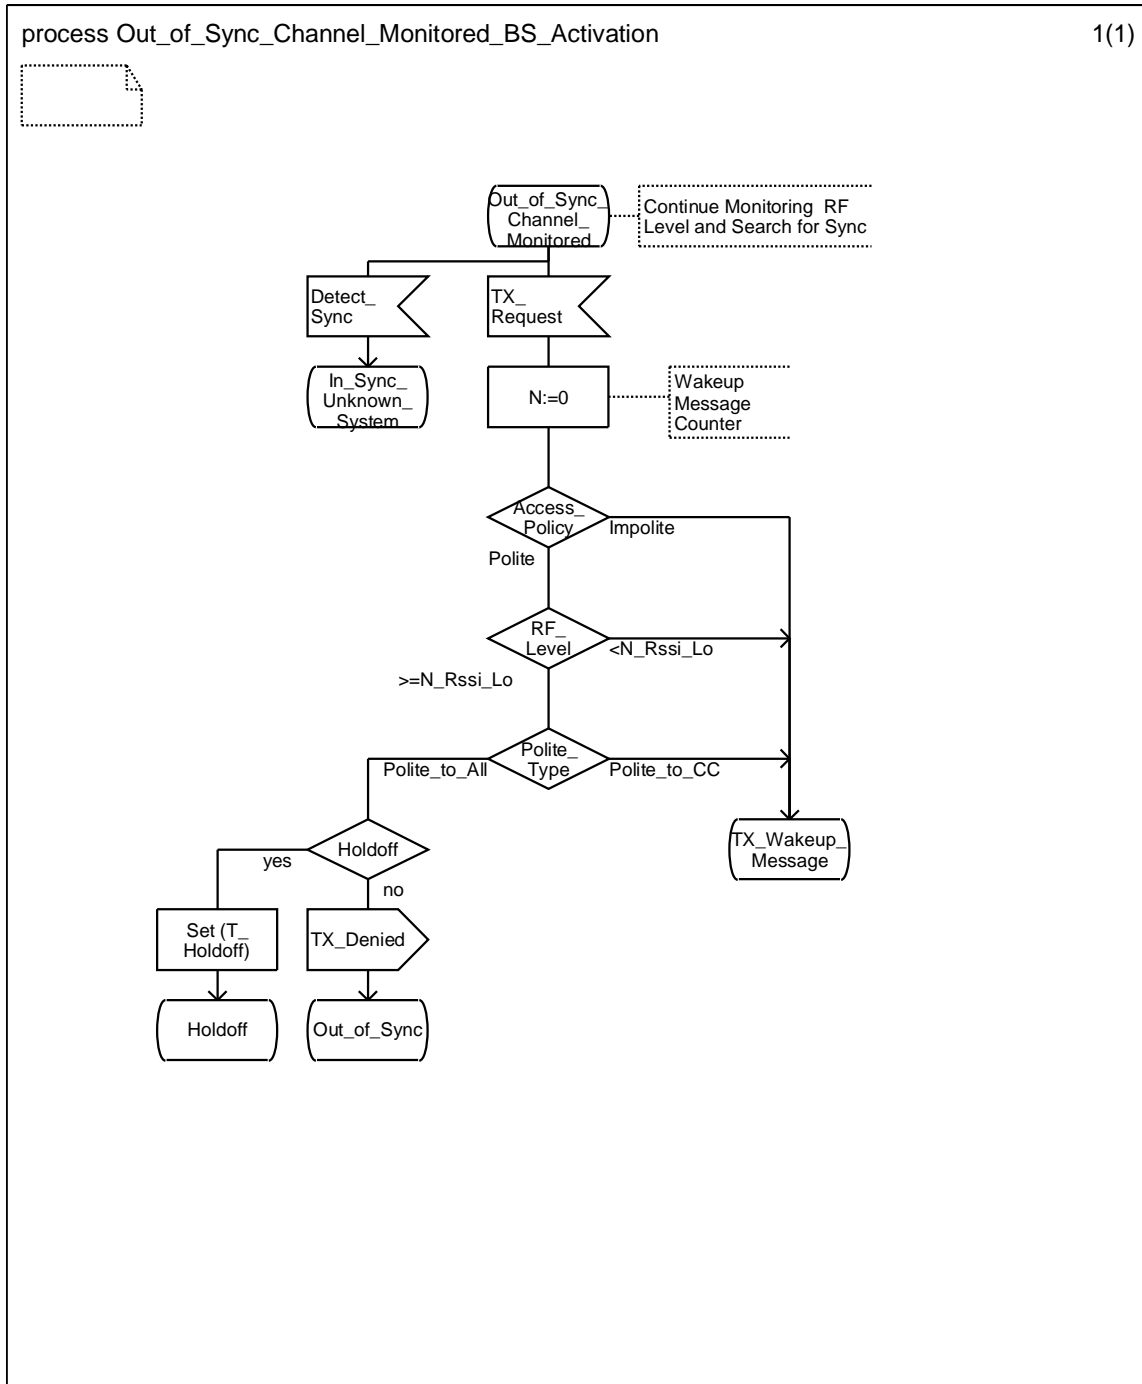 process Out_of_Sync_Channel_Monitored_BS_Activation
1(1)
Out_of_Sync_
Channel_
Monitored
Continue Monitoring RF
Level and Search for Sync
Detect_
Sync
TX_
Request
In_Sync_
Unknown_
System
N:=0
Wakeup
Message
Counter
Access_
Policy
Impolite
Polite
RF_
Level
<N_Rssi_Lo
>=N_Rssi_Lo
Polite_
Type
Polite_to_All
Polite_to_CC
Holdoff
yes
no
TX_Wakeup_
Message
Set (T_
Holdoff)
TX_Denied
Holdoff
Out_of_Sync